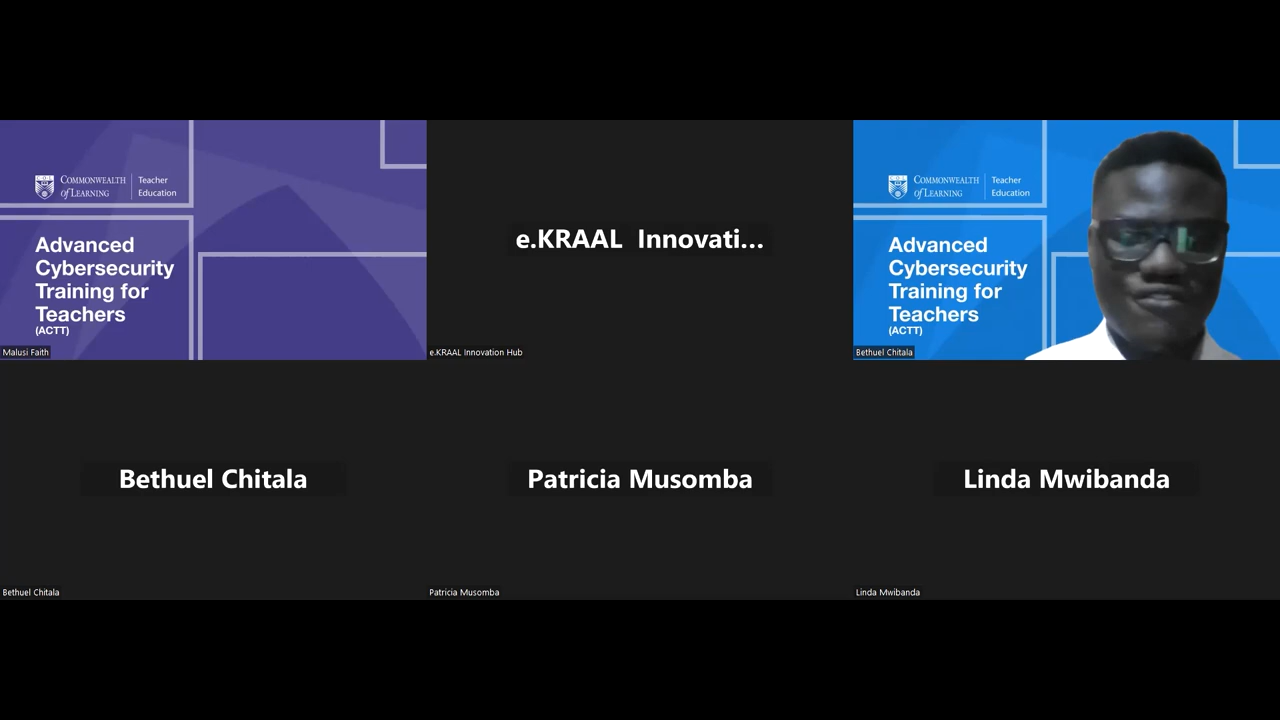 COMMONWEALTH
of LEARNING
Teacher
Education
Advanced
Cybersecurity
Training for
Teachers
(ACTT)
Malusi Faith
e.KRAAL Innovati...
e.KRAAL Innovation Hub
COMMONWEALTH
of LEARNING
Teacher
Education
Advanced
Cybersecurity
Training for
Teachers
(ACTT)
Bethuel Chitala
Bethuel Chitala
Bethuel Chitala
Patricia Musomba
Patricia Musomba
Linda Mwibanda
Linda Mwibanda